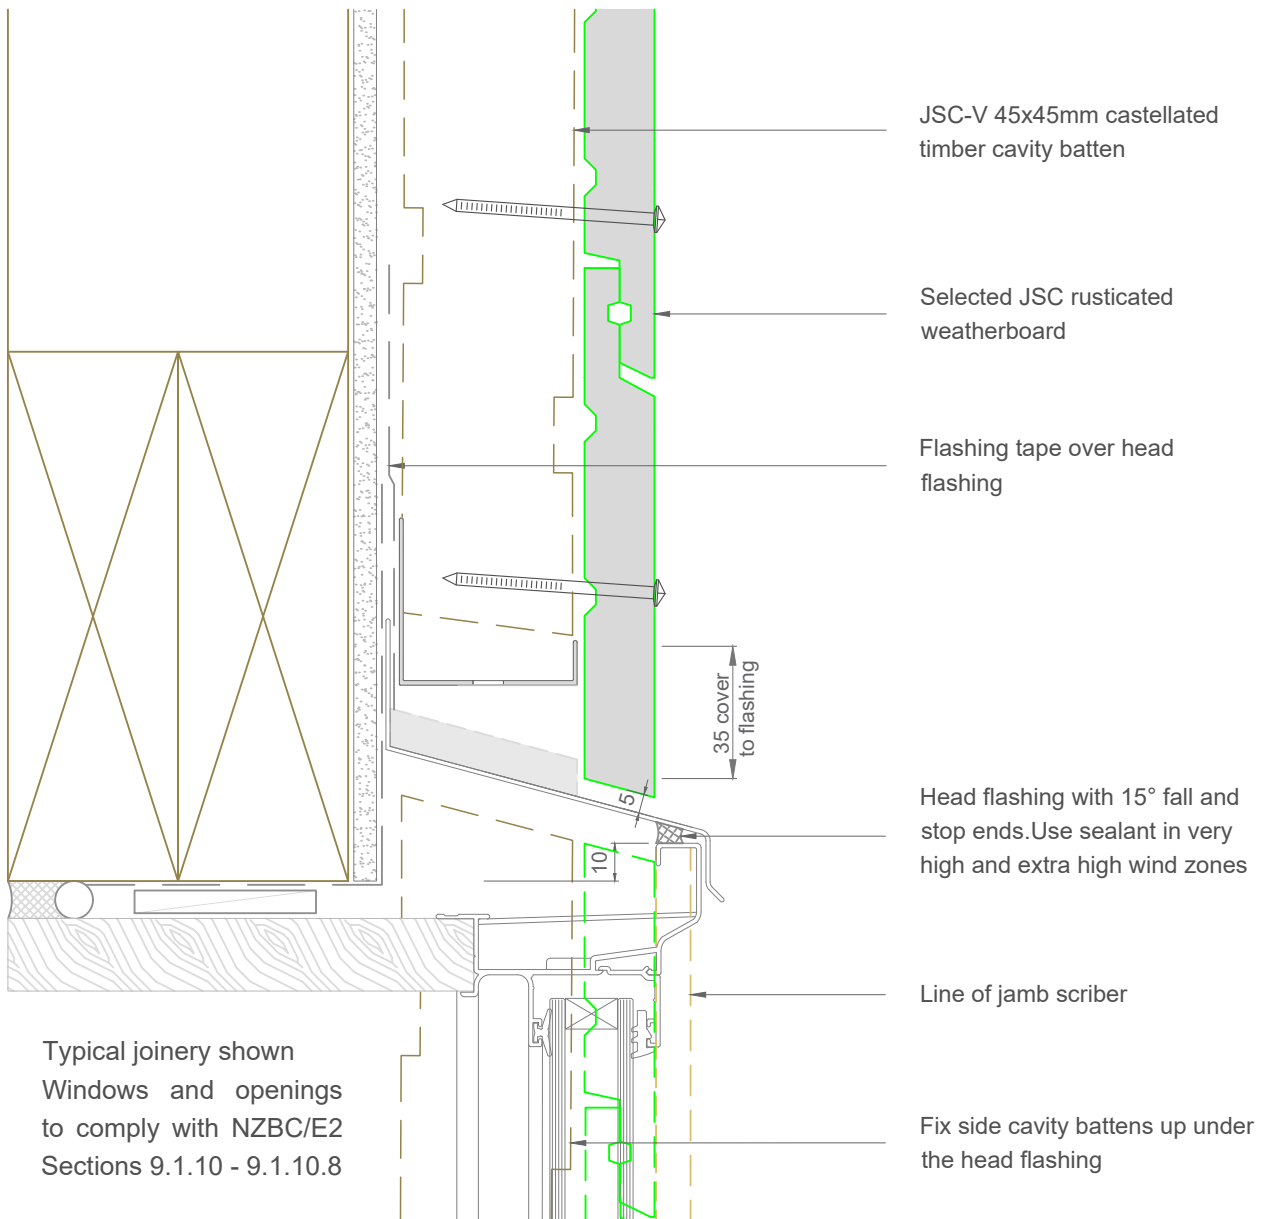 JSC-V 45x45mm castellated
timber cavity batten
Selected JSC rusticated
weatherboard
Flashing tape over head
flashing
35 cover
to flashing
5
10
Head flashing with 15° fall and
stop ends.Use sealant in very
high and extra high wind zones
Line of jamb scriber
Typical joinery shown
Windows and openings
to comply with NZBC/E2
Sections 9.1.10 - 9.1.10.8
Fix side cavity battens up under
the head flashing